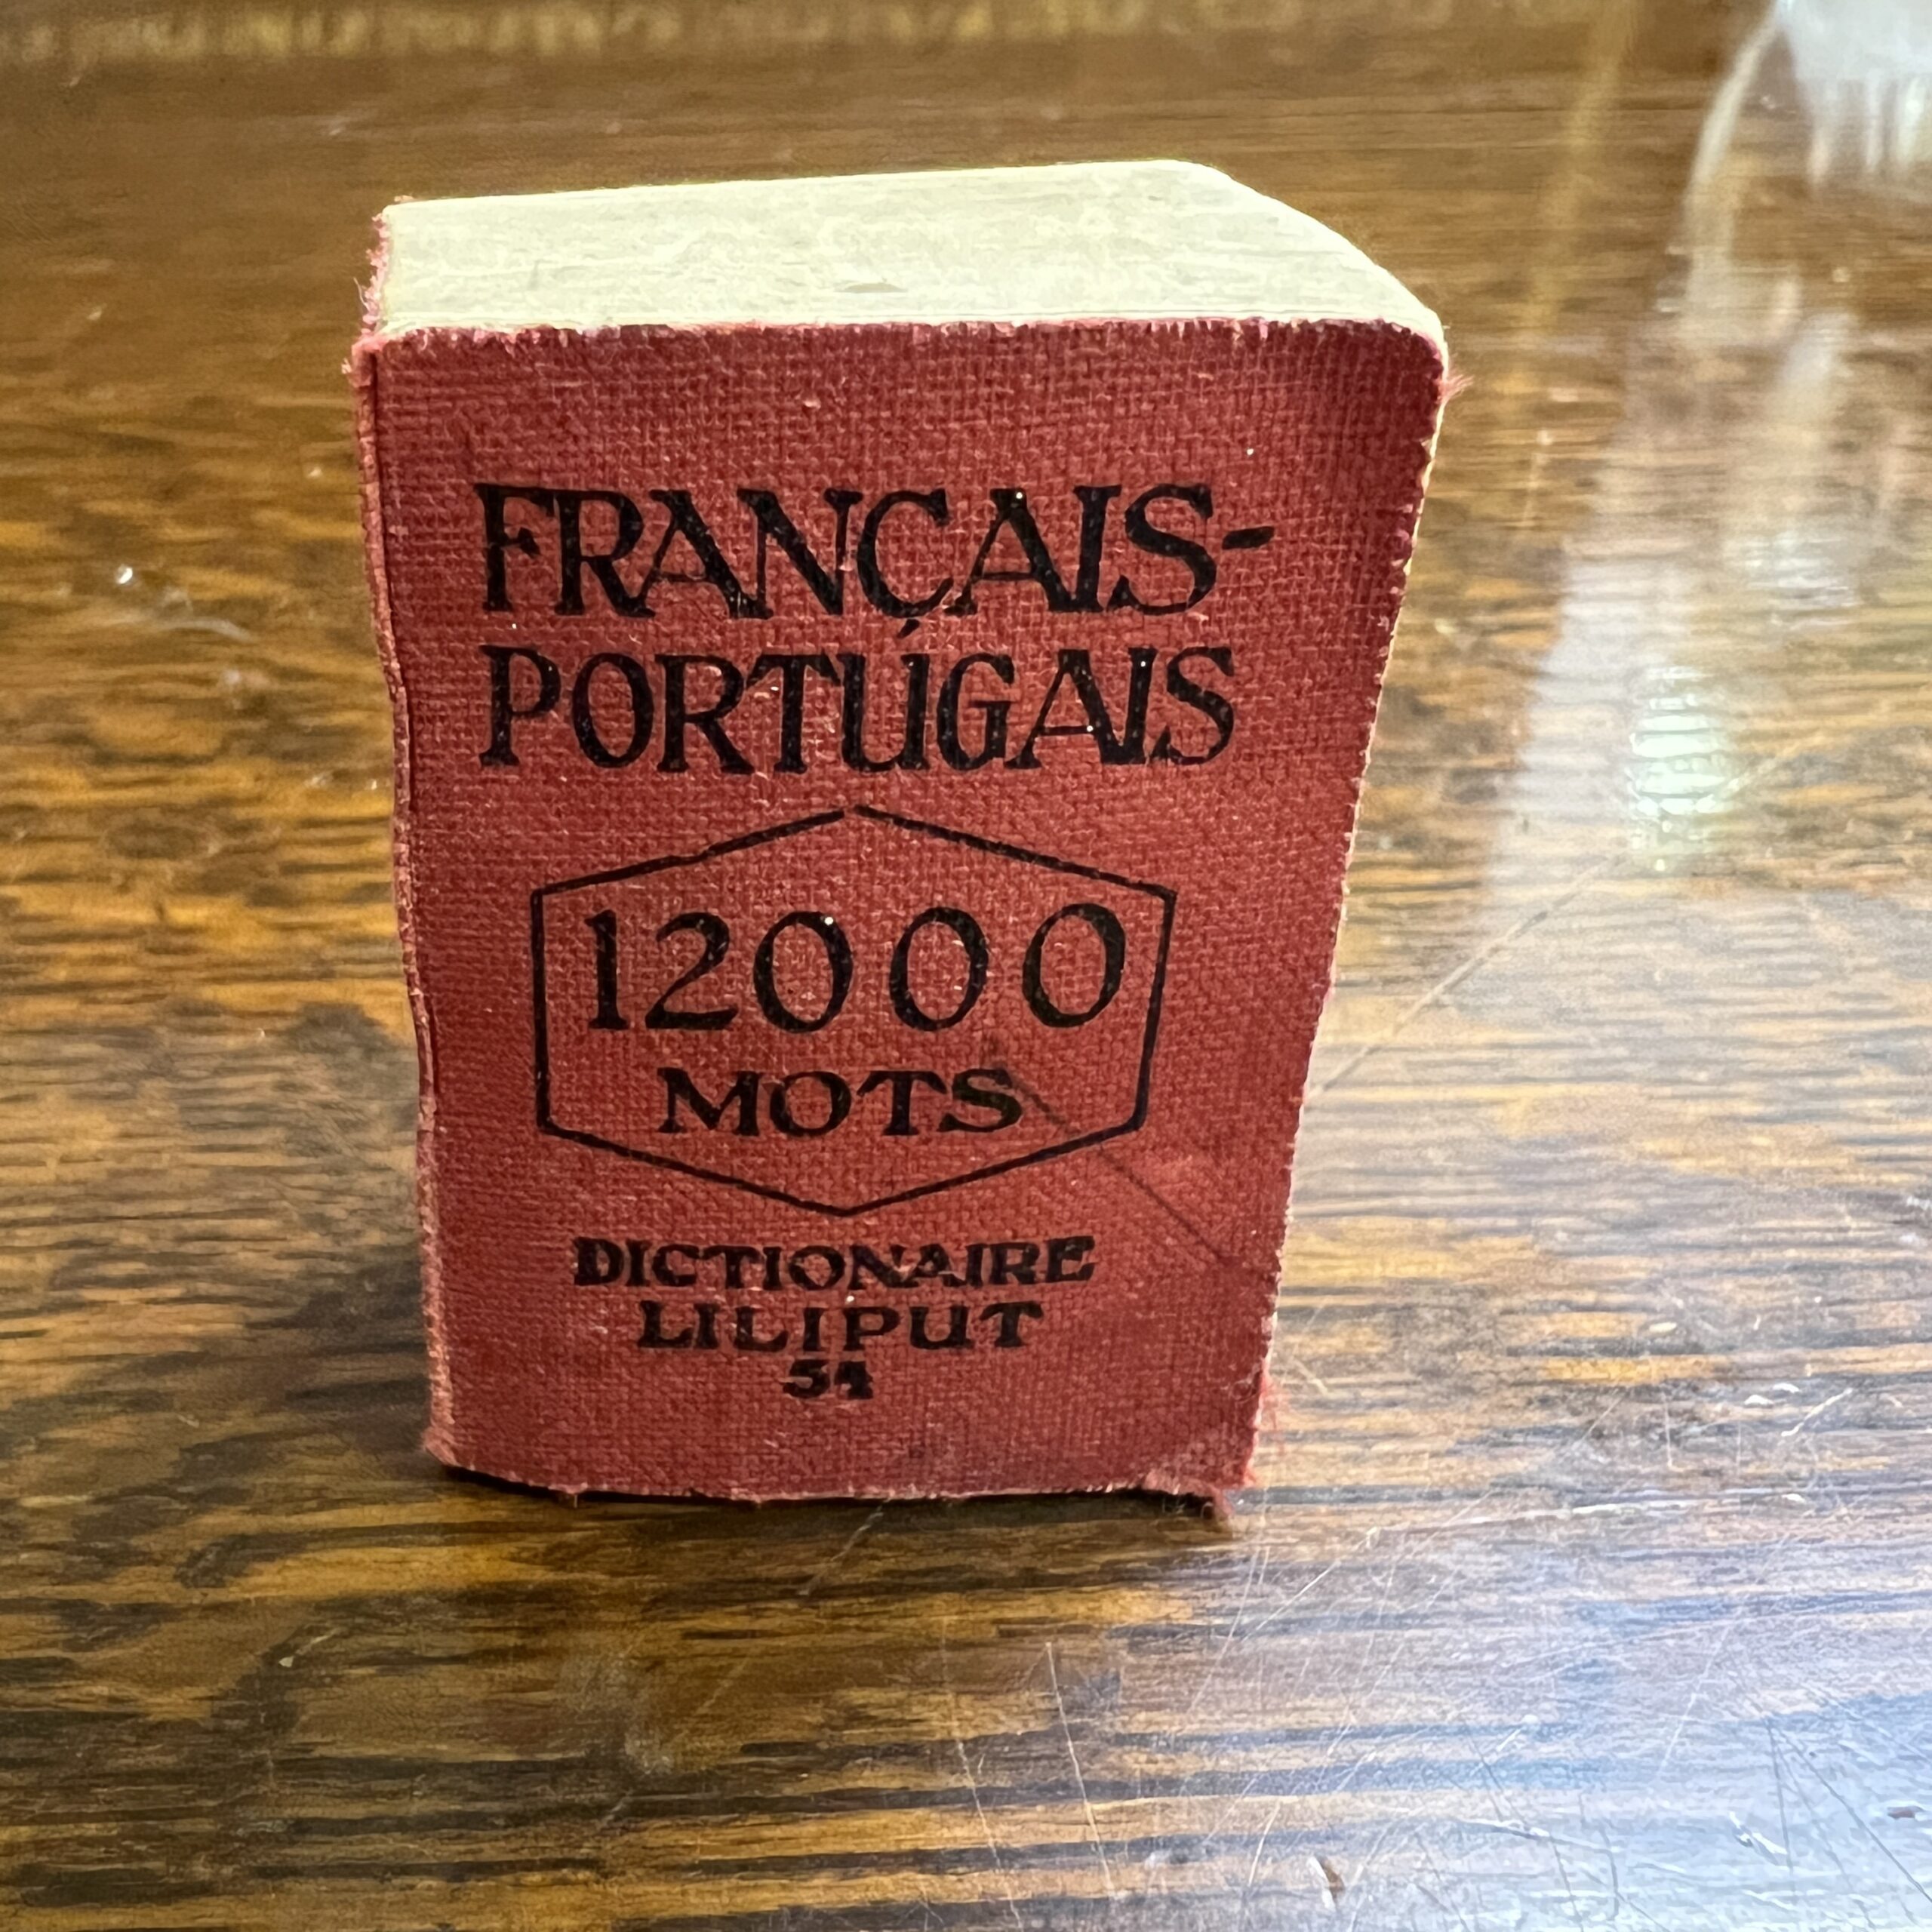 FRANÇAIS-
PORTÚGAIS
12000
MOTS
DICTIONAIRE
LILIPUT
54